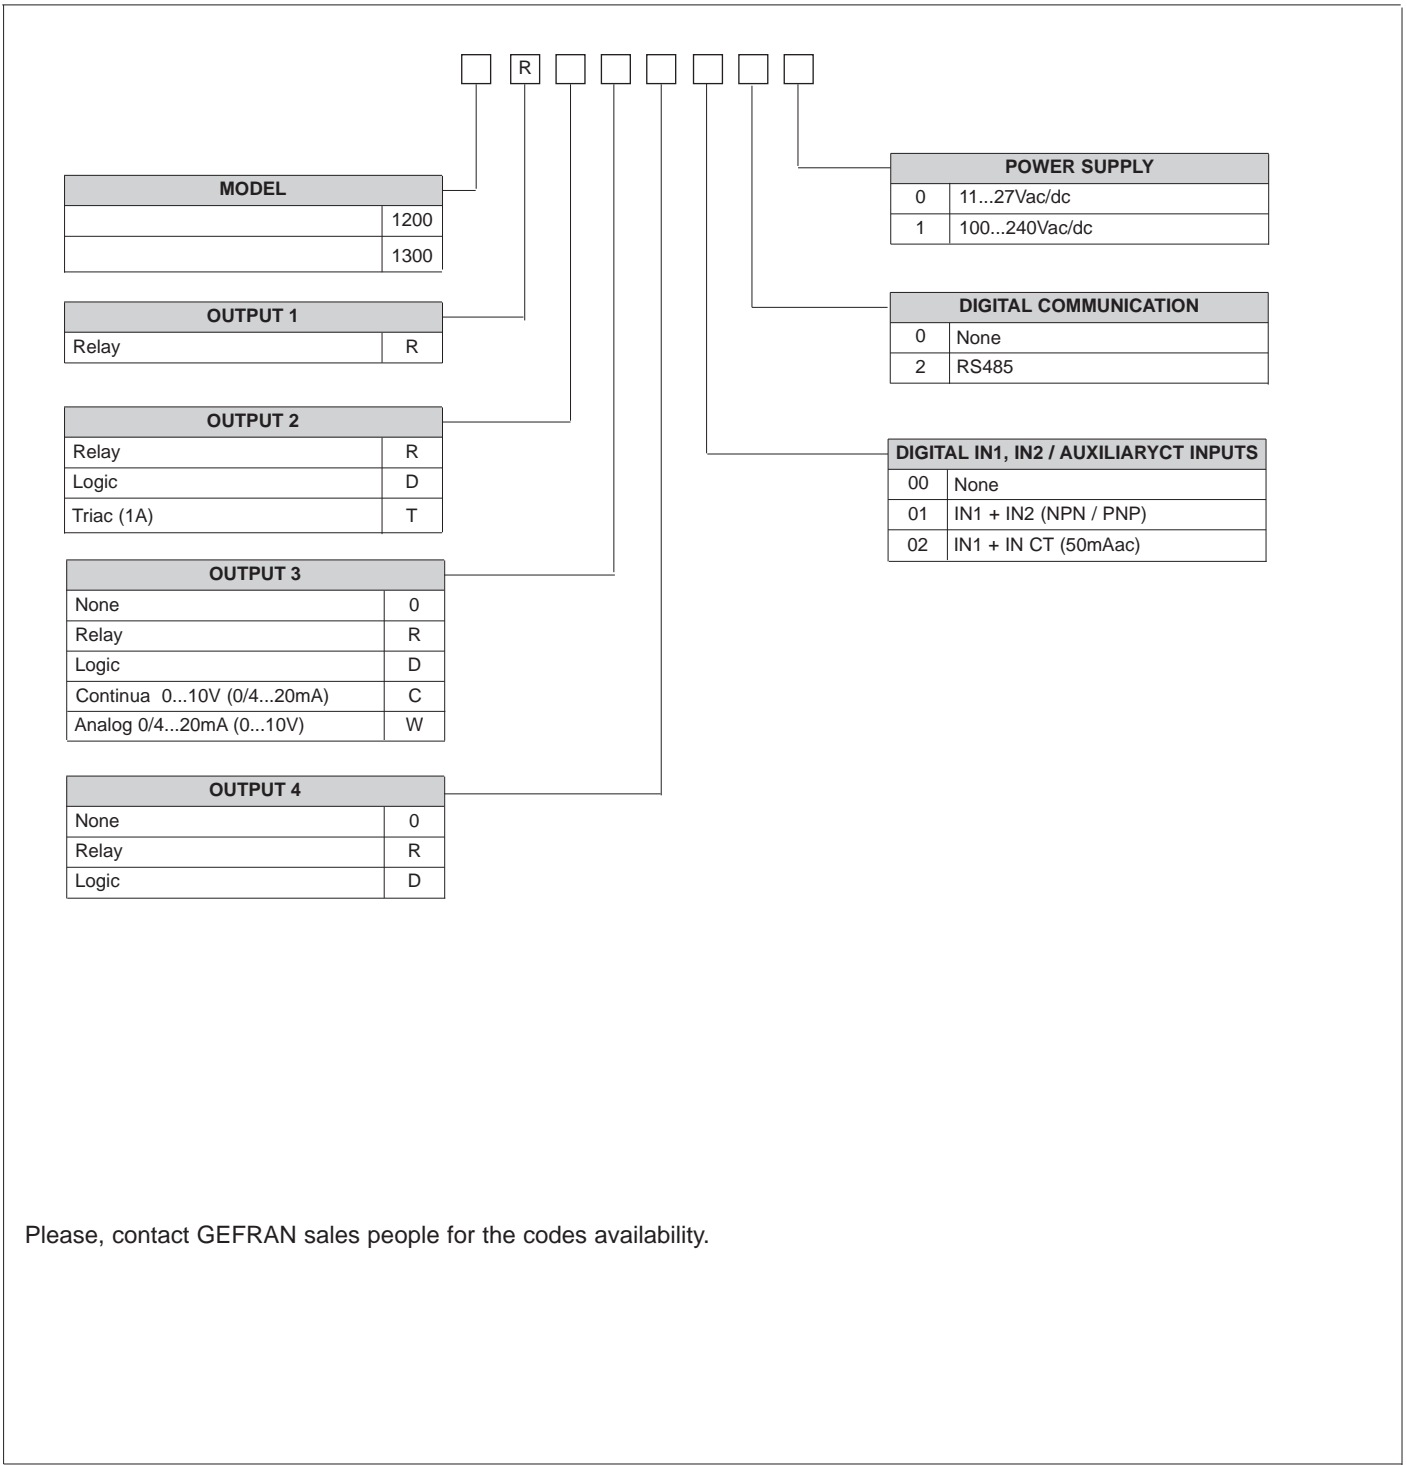 R
MODEL
1200
1300
OUTPUT 1
Relay R
OUTPUT 2
Relay R
Logic D
Triac (1A) T
OUTPUT 3
None 0
Relay R
Logic D
Continua 0...10V (0/4...20mA) C
Analog 0/4...20mA (0...10V) W
OUTPUT 4
None 0
Relay R
Logic D
POWER SUPPLY
0 11...27Vac/dc
1 100...240Vac/dc
DIGITAL COMMUNICATION
0 None
2 RS485
DIGITAL IN1, IN2 / AUXILIARYCT INPUTS
00 None
01 IN1 + IN2 (NPN / PNP)
02 IN1 + IN CT (50mAac)
Please, contact GEFRAN sales people for the codes availability.